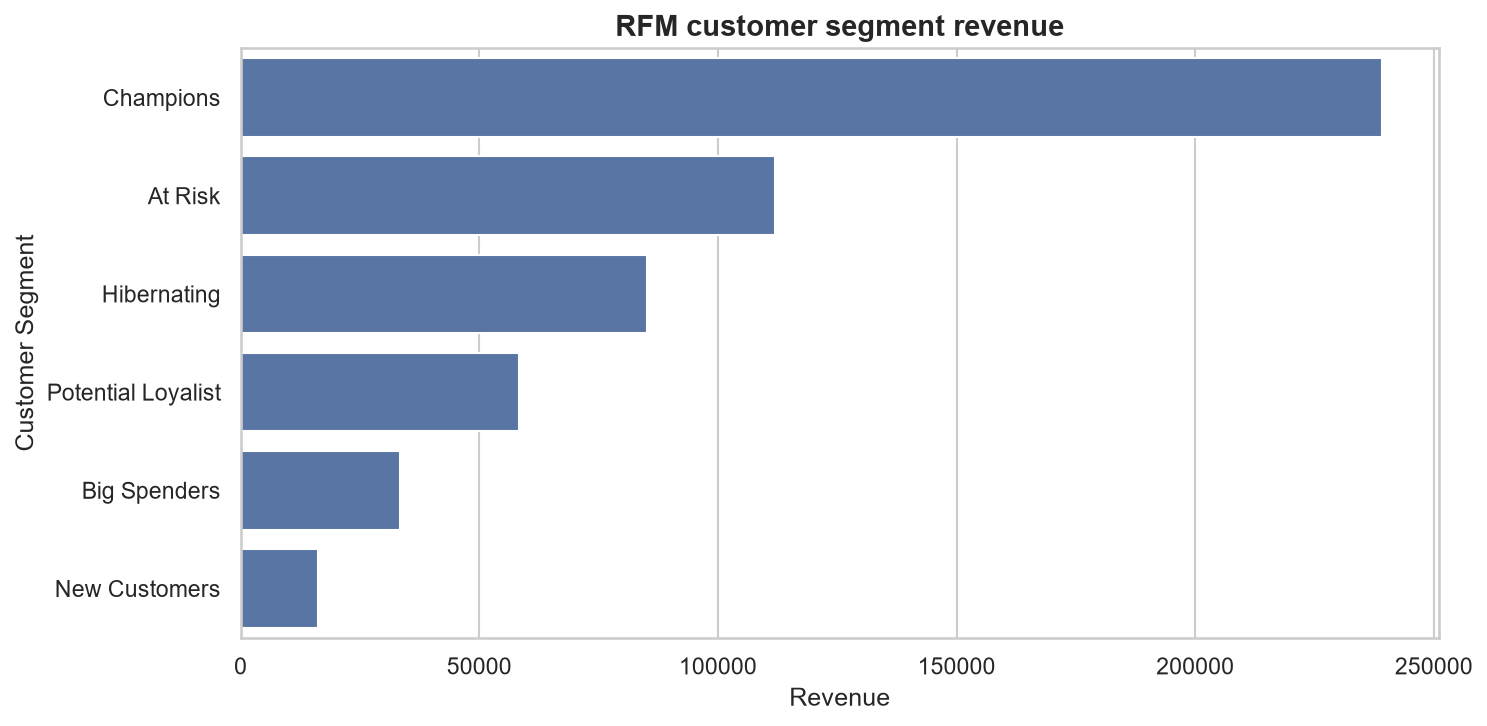 RFM customer segment revenue
Customer Segment
Champions
At Risk
Hibernating
Potential Loyalist
Big Spenders
New Customers
0 50000 100000 150000 200000 250000
Revenue